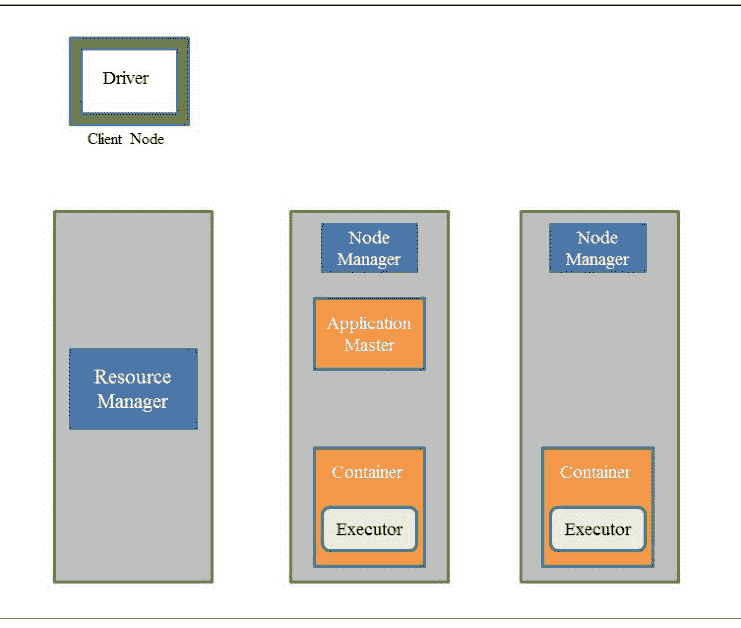 Driver
Client Node
Node
Manager
Node
Manager
Application
Master
Resource
Manager
Container
Executor
Container
Executor